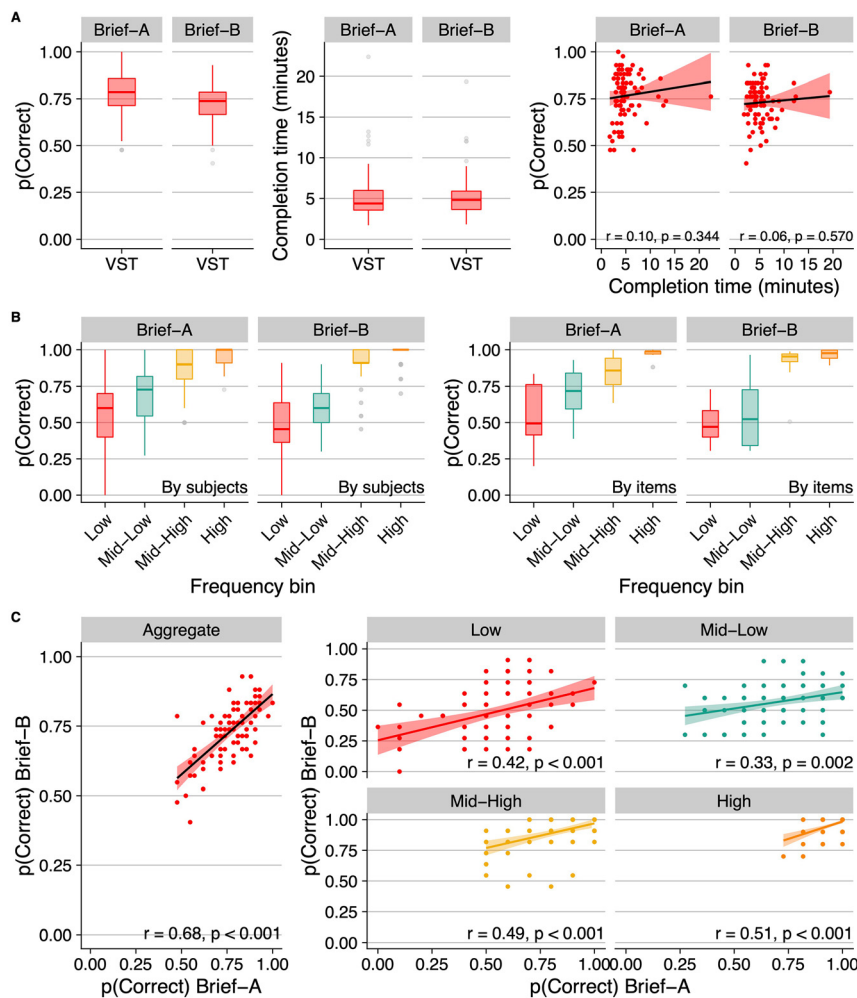 A
Brief−A Brief−B
p(Correct)
1.00
0.75
0.50
0.25
0.00
VST VST
Brief−A Brief−B
Completion time (minutes)
20
15
10
5
0
VST VST
Brief−A Brief−B
p(Correct)
1.00
0.75
0.50
0.25
0.00
r = 0.10, p = 0.344 r = 0.06, p = 0.570
0 5 10 15 20 0 5 10 15 20
Completion time (minutes)
B
Brief−A Brief−B
p(Correct)
1.00
0.75
0.50
0.25
0.00
By subjects By subjects
Low Mid−Low Mid−High High Low Mid−Low Mid−High High
Frequency bin
Brief−A Brief−B
p(Correct)
1.00
0.75
0.50
0.25
0.00
By items By items
Low Mid−Low Mid−High High Low Mid−Low Mid−High High
Frequency bin
C
Aggregate
p(Correct) Brief−B
1.00
0.75
0.50
0.25
0.00
r = 0.68, p < 0.001
0.00 0.25 0.50 0.75 1.00
p(Correct) Brief−A
Low Mid−Low
p(Correct) Brief−B
1.00
0.75
0.50
0.25
0.00
r = 0.42, p < 0.001 r = 0.33, p = 0.002
Mid−High High
1.00
0.75
0.50
0.25
0.00
r = 0.49, p < 0.001 r = 0.51, p < 0.001
0.00 0.25 0.50 0.75 1.00 0.00 0.25 0.50 0.75 1.00
p(Correct) Brief−A